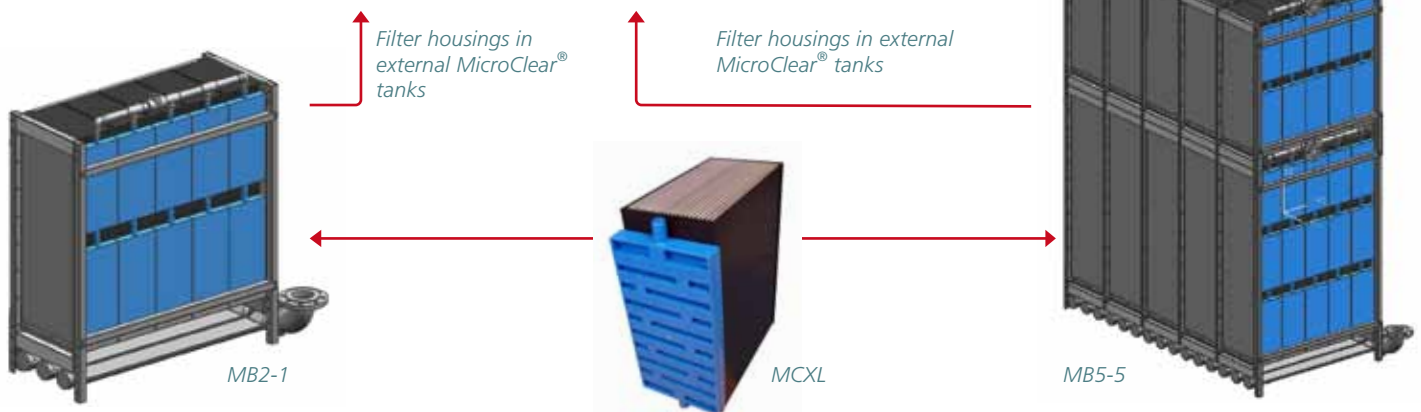 Filter housings in
external MicroClear®
tanks
Filter housings in external
MicroClear® tanks
MB2-1
MCXL
MB5-5